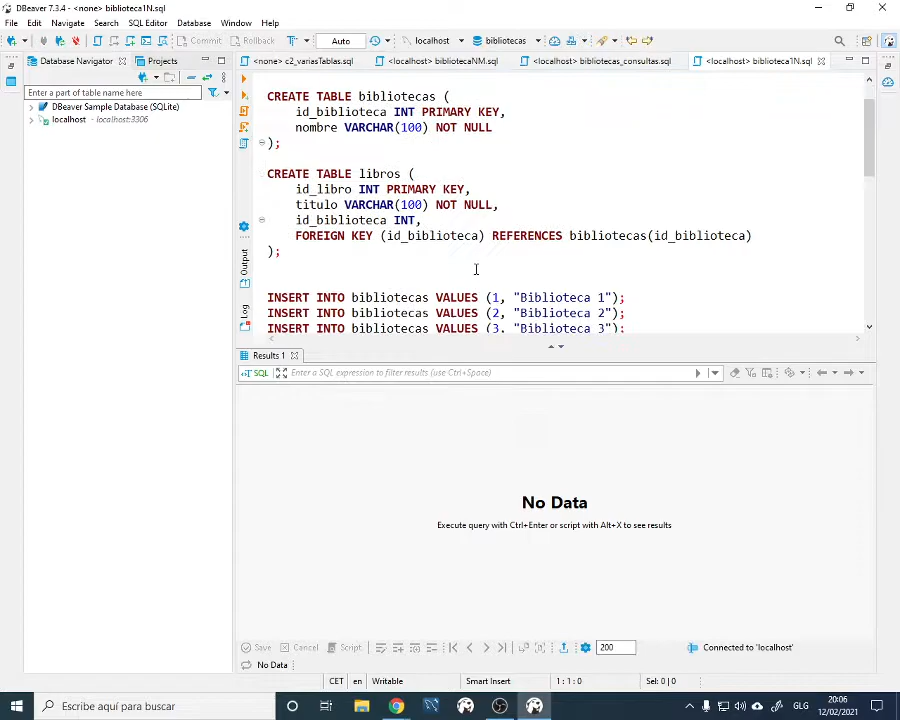 DBeaver 7.3.4 - <none> biblioteca1N.sql
File Edit Navigate Search SQL Editor Database Window Help
Commit Rollback Auto localhost bibliotecas
Database Navigator Projects
<none> c2_variasTablas.sql <localhost> bibliotecaNM.sql <localhost> bibliotecas_consultas.sql <localhost> biblioteca1N.sql
Enter a part of table name here
DBeaver Sample Database (SQLite)
localhost - localhost:3306
CREATE TABLE bibliotecas (
id_biblioteca INT PRIMARY KEY,
nombre VARCHAR(100) NOT NULL
);
CREATE TABLE libros (
id_libro INT PRIMARY KEY,
titulo VARCHAR(100) NOT NULL,
id_biblioteca INT,
FOREIGN KEY (id_biblioteca) REFERENCES bibliotecas(id_biblioteca)
);
INSERT INTO bibliotecas VALUES (1, "Biblioteca 1");
INSERT INTO bibliotecas VALUES (2, "Biblioteca 2");
INSERT INTO bibliotecas VALUES (3, "Biblioteca 3");
Output
Log
Results 1
SQL Enter a SQL expression to filter results (use Ctrl+Space)
No Data
Execute query with Ctrl+Enter or script with Alt+X to see results
Save Cancel Script 200 Connected to 'localhost'
No Data
CET en Writable Smart Insert 1 : 1 : 0 Sel: 0 | 0
Escribe aquí para buscar
GLG
20:06
12/02/2021